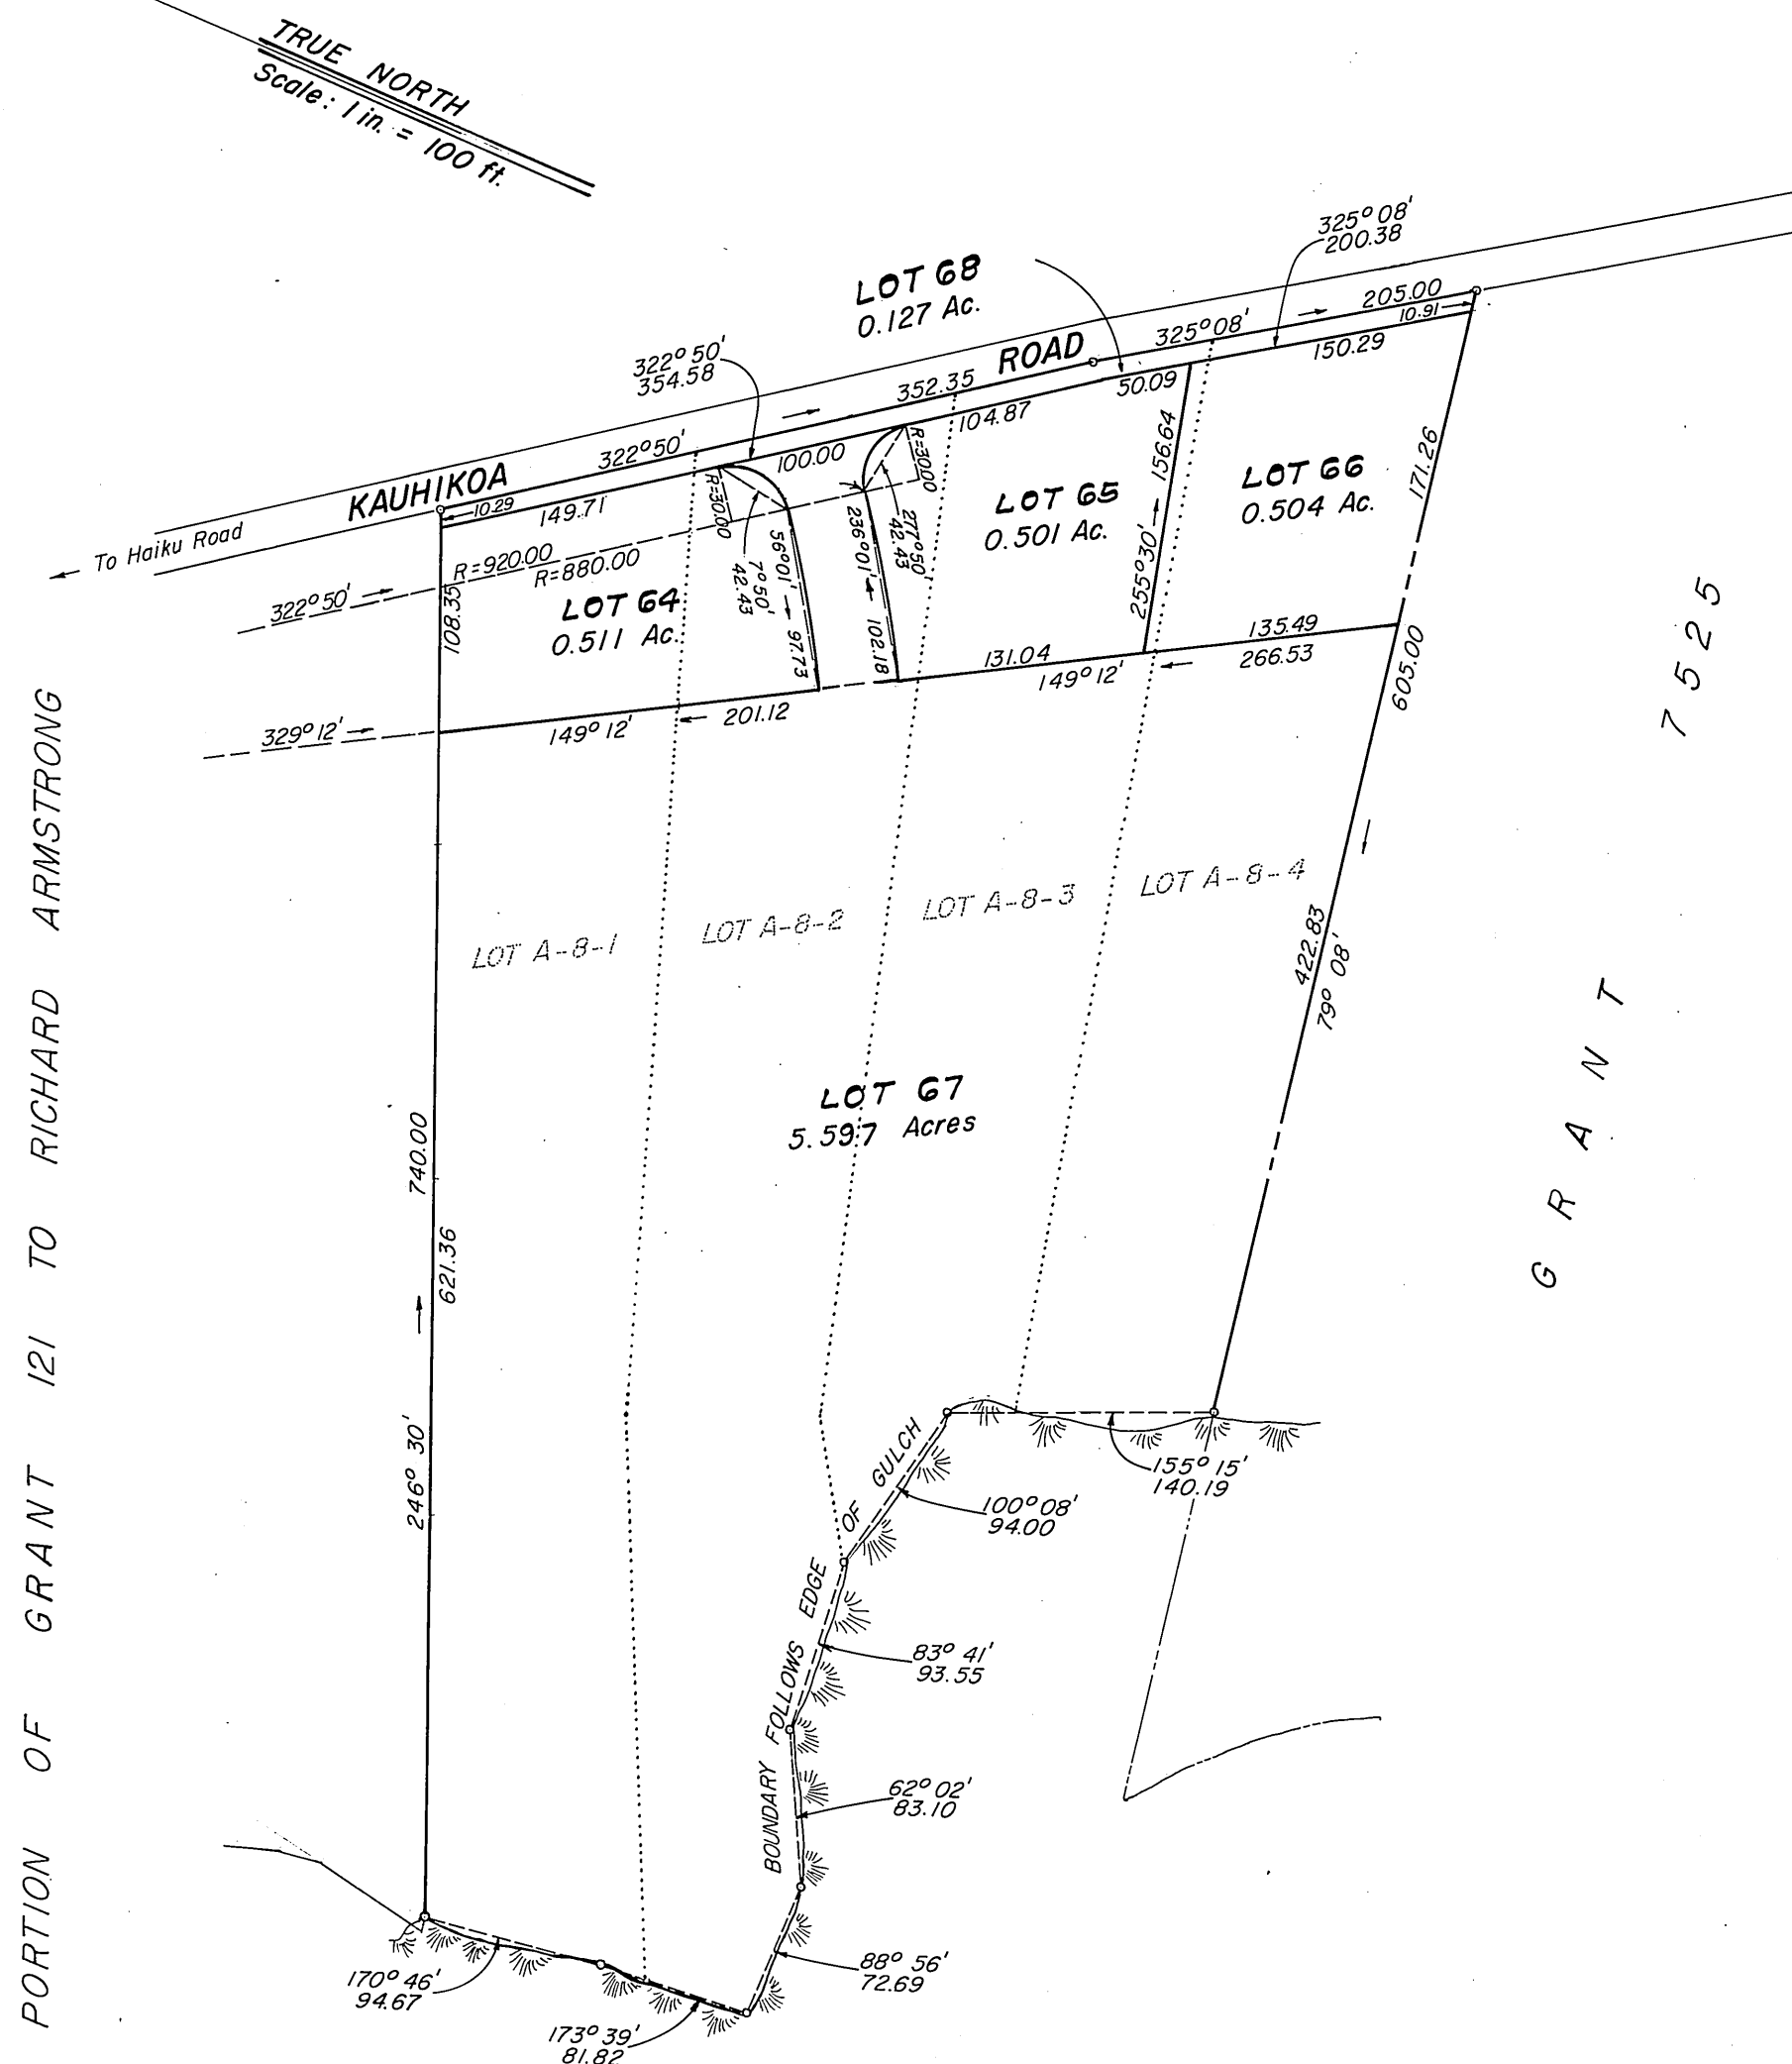 TRUE NORTH
Scale: 1 in. = 100 ft.
325° 08'
200.38
LOT 68
0.127 Ac.
205.00
10.91
325° 08'
150.29
322° 50'
354.58
ROAD
352.35
50.09
104.87
322° 50'
100.00
KAUHIKOA
10.29
149.71
To Haiku Road
R=30.00
R=30.00
156.64
171.26
LOT 65
0.501 Ac.
LOT 66
0.504 Ac.
R=920.00
R=880.00
322° 50'
108.35
LOT 64
0.511 Ac.
56° 01'
97.73
7° 50'
42.43
236° 01'
102.18
277° 50'
42.43
255° 30'
135.49
266.53
131.04
149° 12'
605.00
329° 12'
149° 12'
201.12
GRANT 7525
PORTION OF GRANT 121 TO RICHARD ARMSTRONG
LOT A-8-1
LOT A-8-2
LOT A-8-3
LOT A-8-4
422.83
79° 08'
LOT 67
5.597 Acres
740.00
621.36
246° 30'
BOUNDARY FOLLOWS EDGE OF GULCH
155° 15'
140.19
100° 08'
94.00
83° 41'
93.55
62° 02'
83.10
88° 56'
72.69
170° 46'
94.67
173° 39'
81.82